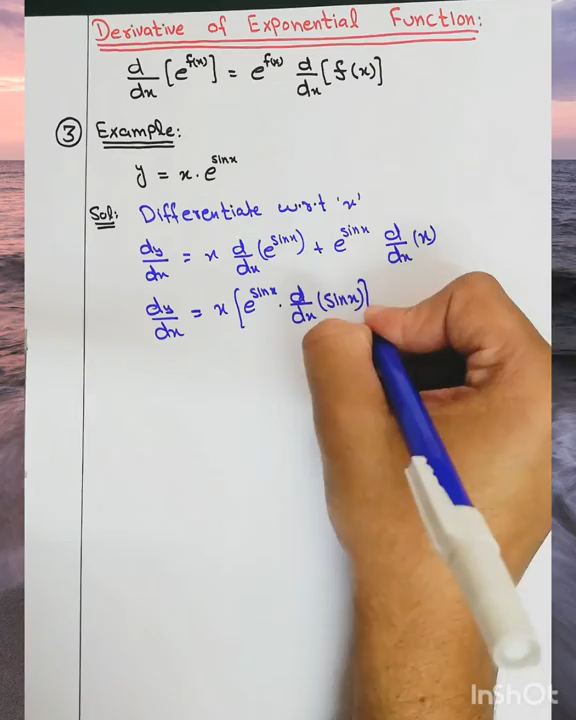 Derivative of Exponential Function:
d/dx [e^f(x)] = e^f(x) d/dx [f(x)]
③ Example:
y = x · e^sinx
Sol: Differentiate w.r.t 'x'
dy/dx = x d/dx (e^sinx) + e^sinx d/dx (x)
dy/dx = x [e^sinx · d/dx (sinx)]
InShOt